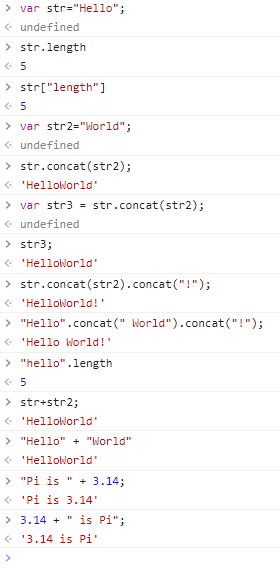 > var str="Hello";
<· undefined
> str.length
<· 5
> str["length"]
<· 5
> var str2="World";
<· undefined
> str.concat(str2);
<· 'HelloWorld'
> var str3 = str.concat(str2);
<· undefined
> str3;
<· 'HelloWorld'
> str.concat(str2).concat("!");
<· 'HelloWorld!'
> "Hello".concat(" World").concat("!");
<· 'Hello World!'
> "hello".length
<· 5
> str+str2;
<· 'HelloWorld'
> "Hello" + "World"
<· 'HelloWorld'
> "Pi is " + 3.14;
<· 'Pi is 3.14'
> 3.14 + " is Pi";
<· '3.14 is Pi'
>